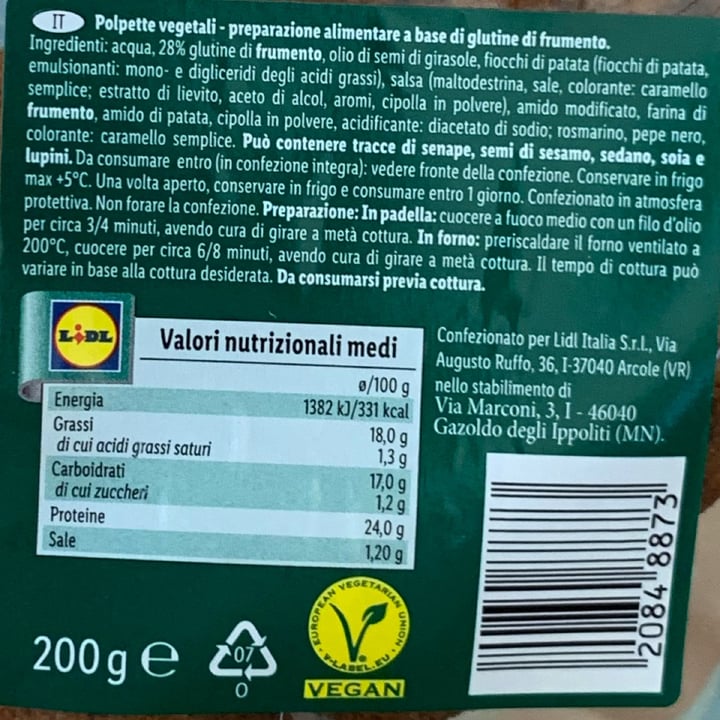 IT Polpette vegetali - preparazione alimentare a base di glutine di frumento.
Ingredienti: acqua, 28% glutine di frumento, olio di semi di girasole, fiocchi di patata (fiocchi di patata,
emulsionanti: mono- e digliceridi degli acidi grassi), salsa (maltodestrina, sale, colorante: caramello
semplice; estratto di lievito, aceto di alcol, aromi, cipolla in polvere), amido modificato, farina di
frumento, amido di patata, cipolla in polvere, acidificante: diacetato di sodio; rosmarino, pepe nero,
colorante: caramello semplice. Può contenere tracce di senape, semi di sesamo, sedano, soia e
lupini. Da consumare entro (in confezione integra): vedere fronte della confezione. Conservare in frigo
max +5°C. Una volta aperto, conservare in frigo e consumare entro 1 giorno. Confezionato in atmosfera
protettiva. Non forare la confezione. Preparazione: In padella: cuocere a fuoco medio con un filo d'olio
per circa 3/4 minuti, avendo cura di girare a metà cottura. In forno: preriscaldare il forno ventilato a
200°C, cuocere per circa 6/8 minuti, avendo cura di girare a metà cottura. Il tempo di cottura può
variare in base alla cottura desiderata. Da consumarsi previa cottura.
LIDL
Valori nutrizionali medi
ø/100 g
Energia 1382 kJ/331 kcal
Grassi 18,0 g
di cui acidi grassi saturi 1,3 g
Carboidrati 17,0 g
di cui zuccheri 1,2 g
Proteine 24,0 g
Sale 1,20 g
Confezionato per Lidl Italia S.r.l., Via
Augusto Ruffo, 36, I-37040 Arcole (VR)
nello stabilimento di
Via Marconi, 3, I - 46040
Gazoldo degli Ippoliti (MN).
2084 8873
200 g e
07
O
EUROPEAN VEGETARIAN UNION
V-LABEL.EU
VEGAN